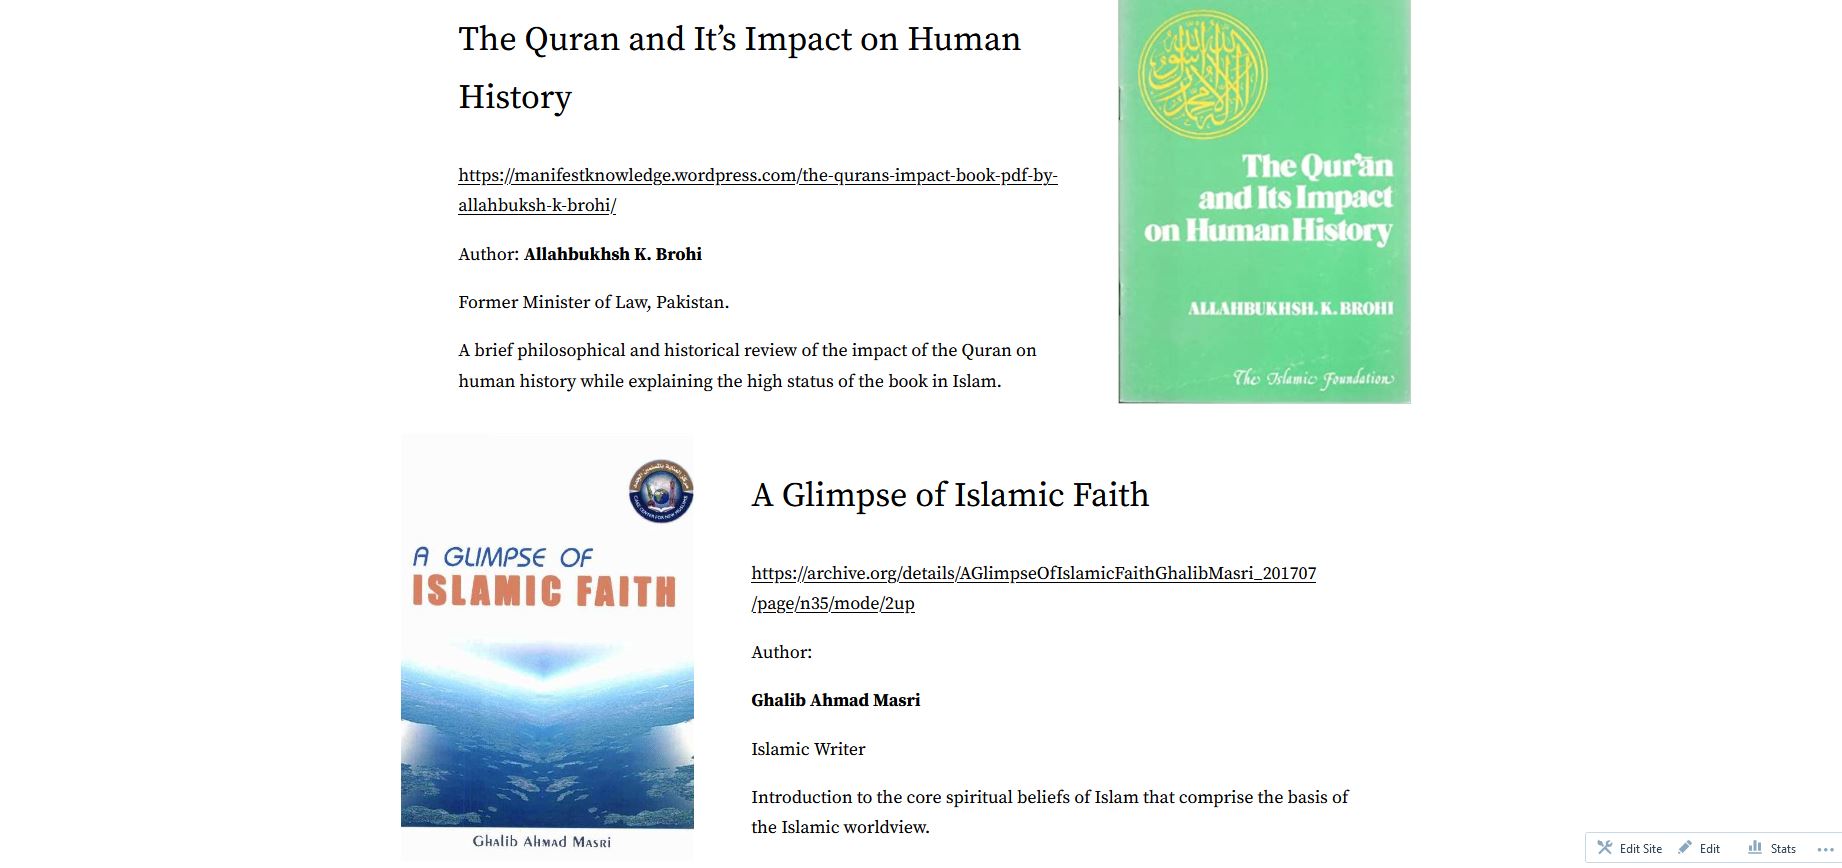 The Quran and It’s Impact on Human
History
https://manifestknowledge.wordpress.com/the-qurans-impact-book-pdf-by-
allahbuksh-k-brohi/
Author: Allahbukhsh K. Brohi
Former Minister of Law, Pakistan.
A brief philosophical and historical review of the impact of the Quran on
human history while explaining the high status of the book in Islam.
The Qur’ān
and Its Impact
on Human History
ALLAHBUKHSH. K. BROHI
The Islamic Foundation
A GLIMPSE OF
ISLAMIC FAITH
Ghalib Ahmad Masri
A Glimpse of Islamic Faith
https://archive.org/details/AGlimpseOfIslamicFaithGhalibMasri_201707
/page/n35/mode/2up
Author:
Ghalib Ahmad Masri
Islamic Writer
Introduction to the core spiritual beliefs of Islam that comprise the basis of
the Islamic worldview.
Edit Site Edit Stats ...